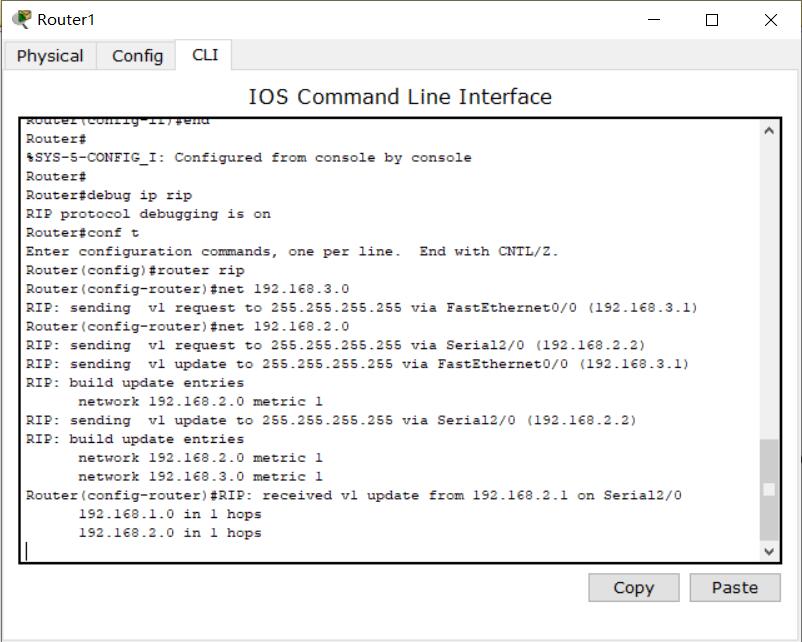 Router1
Physical Config CLI
IOS Command Line Interface
Router(config-if)#end
Router#
%SYS-5-CONFIG_I: Configured from console by console
Router#
Router#debug ip rip
RIP protocol debugging is on
Router#conf t
Enter configuration commands, one per line.  End with CNTL/Z.
Router(config)#router rip
Router(config-router)#net 192.168.3.0
RIP: sending  v1 request to 255.255.255.255 via FastEthernet0/0 (192.168.3.1)
Router(config-router)#net 192.168.2.0
RIP: sending  v1 request to 255.255.255.255 via Serial2/0 (192.168.2.2)
RIP: sending  v1 update to 255.255.255.255 via FastEthernet0/0 (192.168.3.1)
RIP: build update entries
      network 192.168.2.0 metric 1
RIP: sending  v1 update to 255.255.255.255 via Serial2/0 (192.168.2.2)
RIP: build update entries
      network 192.168.2.0 metric 1
      network 192.168.3.0 metric 1
Router(config-router)#RIP: received v1 update from 192.168.2.1 on Serial2/0
      192.168.1.0 in 1 hops
      192.168.2.0 in 1 hops
Copy Paste